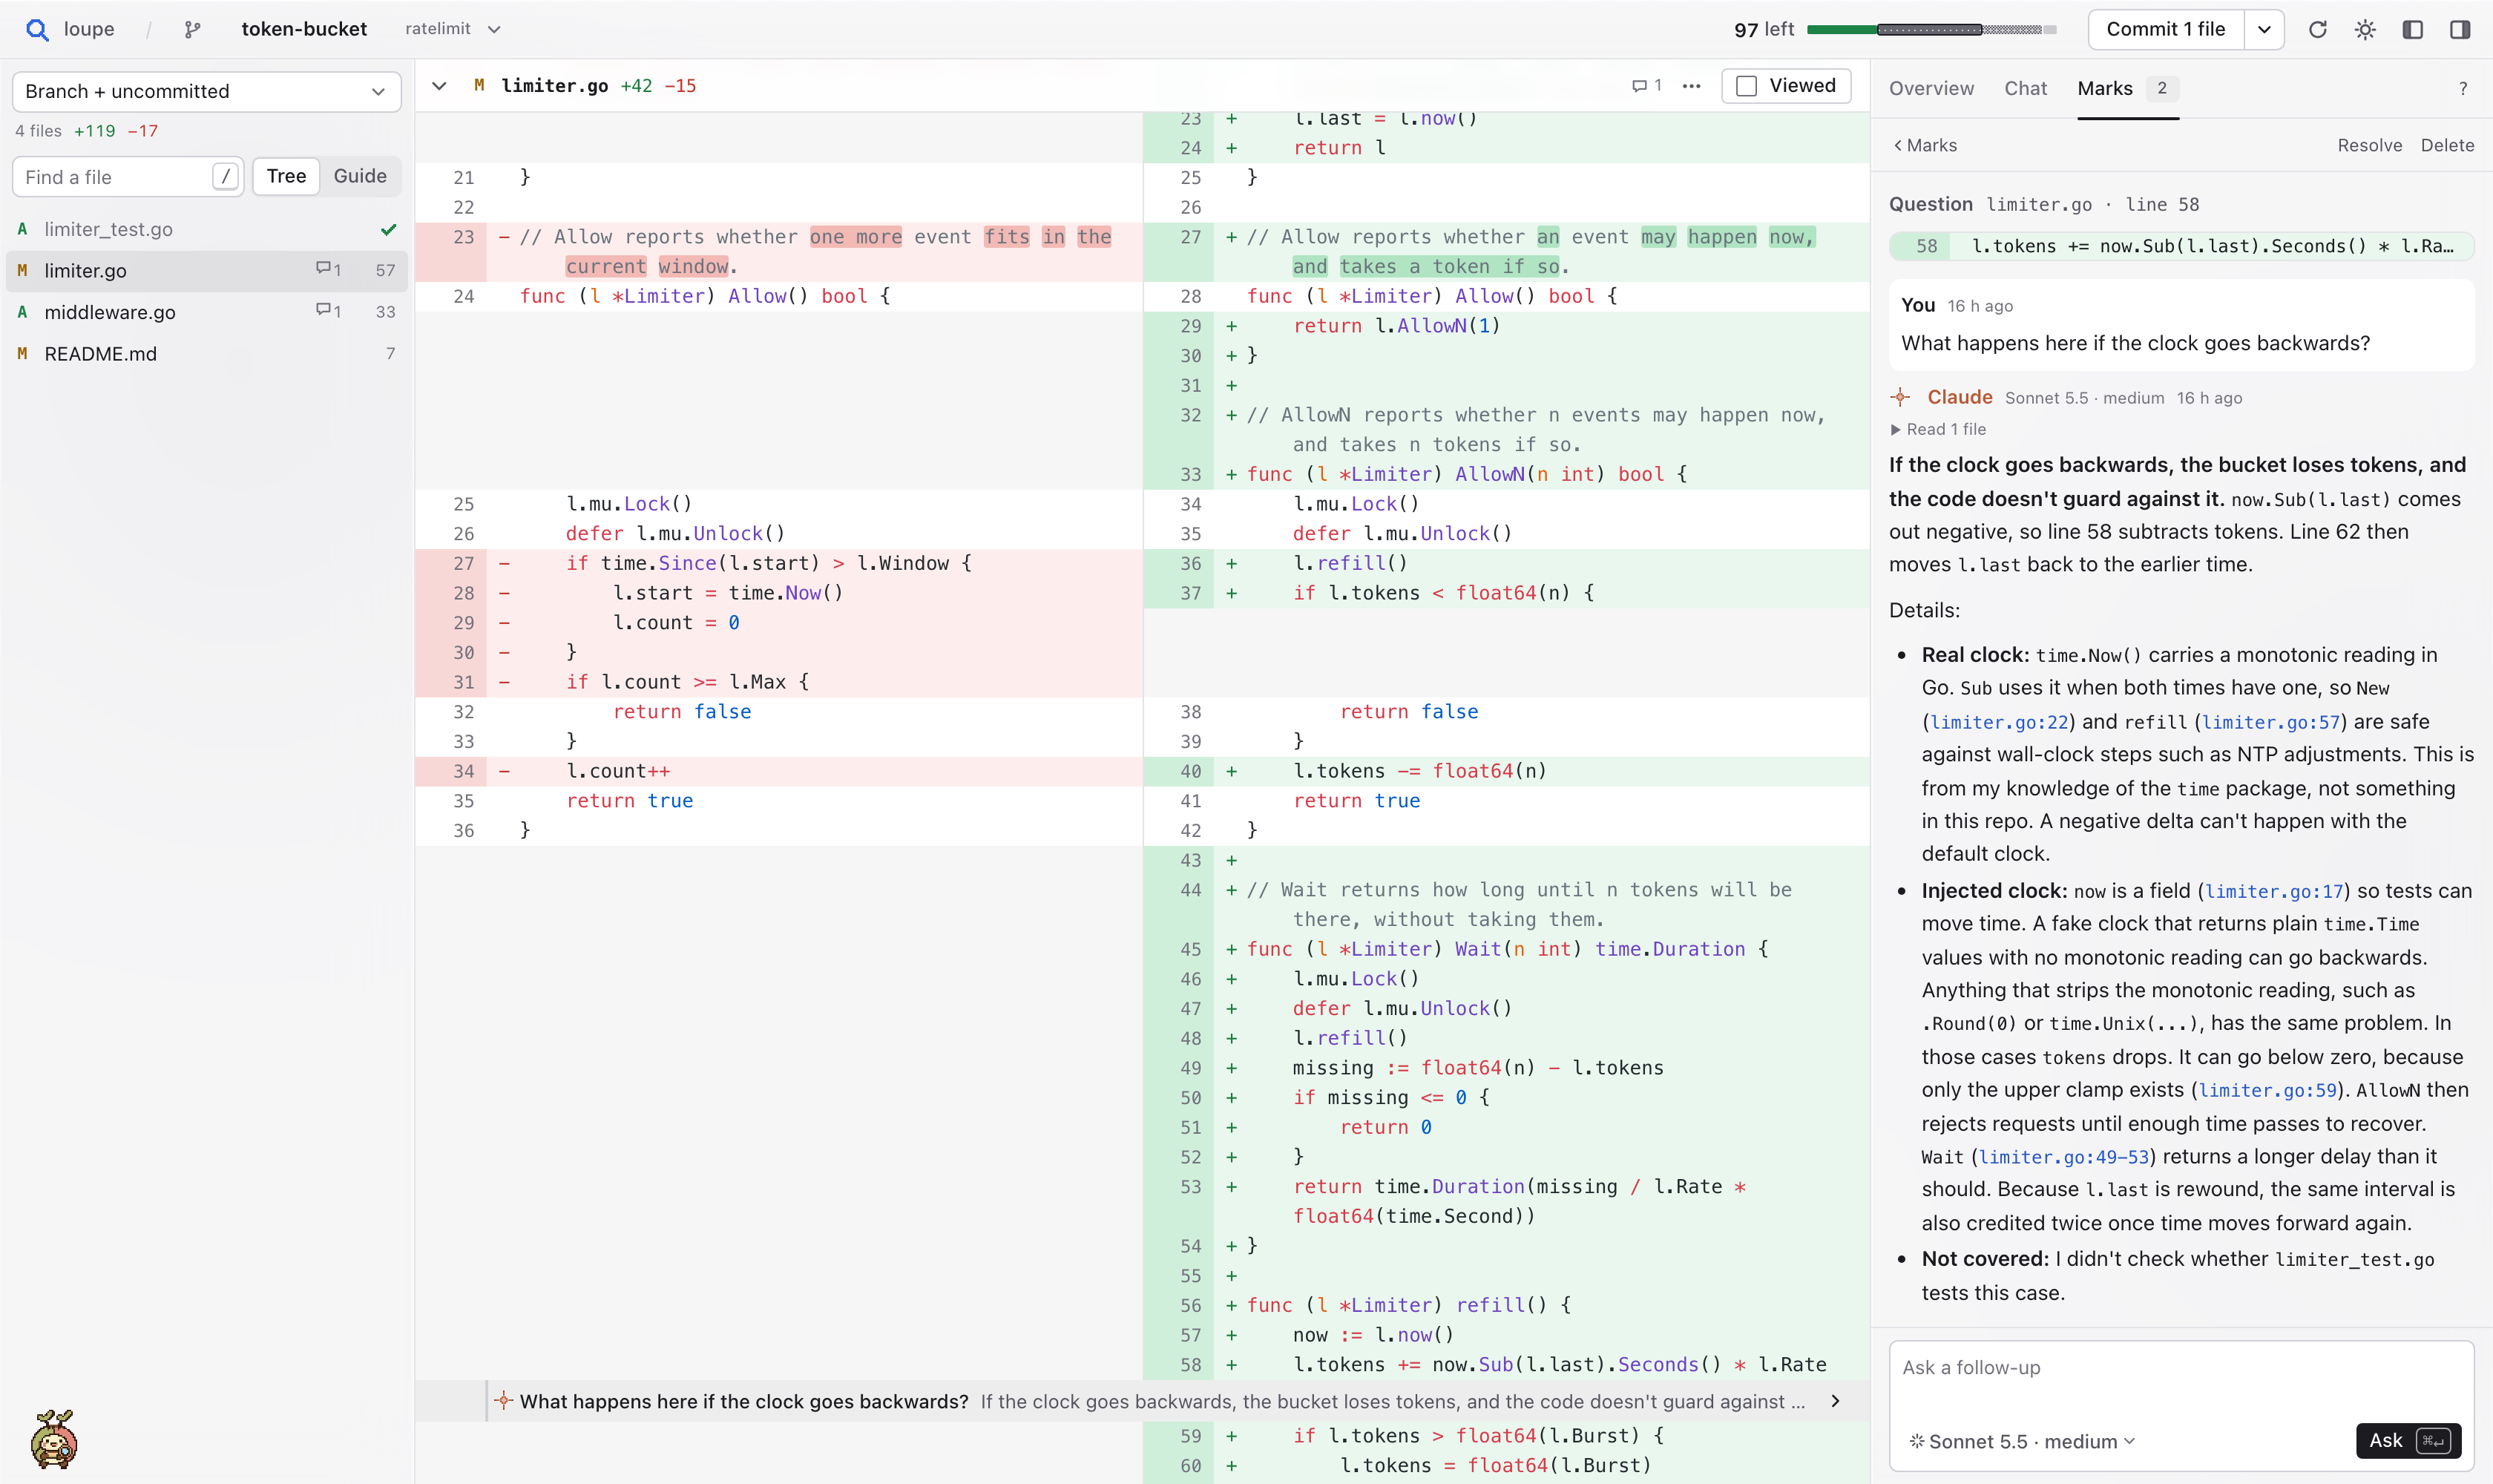 loupe / token-bucket ratelimit
97 left
Commit 1 file
Branch + uncommitted
4 files +119 −17
Find a file /
Tree Guide
A limiter_test.go
M limiter.go 1 57
A middleware.go 1 33
M README.md 7
M limiter.go +42 −15
1 ... Viewed
23 + l.last = l.now()
24 + return l
21 } 25 }
22 26
23 − // Allow reports whether one more event fits in the
current window.
27 + // Allow reports whether an event may happen now,
and takes a token if so.
24 func (l *Limiter) Allow() bool { 28 func (l *Limiter) Allow() bool {
29 + return l.AllowN(1)
30 + }
31 +
32 + // AllowN reports whether n events may happen now,
and takes n tokens if so.
33 + func (l *Limiter) AllowN(n int) bool {
25 l.mu.Lock() 34 l.mu.Lock()
26 defer l.mu.Unlock() 35 defer l.mu.Unlock()
27 − if time.Since(l.start) > l.Window { 36 + l.refill()
28 − l.start = time.Now() 37 + if l.tokens < float64(n) {
29 − l.count = 0
30 − }
31 − if l.count >= l.Max {
32 return false 38 return false
33 } 39 }
34 − l.count++ 40 + l.tokens −= float64(n)
35 return true 41 return true
36 } 42 }
43 +
44 + // Wait returns how long until n tokens will be
there, without taking them.
45 + func (l *Limiter) Wait(n int) time.Duration {
46 + l.mu.Lock()
47 + defer l.mu.Unlock()
48 + l.refill()
49 + missing := float64(n) − l.tokens
50 + if missing <= 0 {
51 + return 0
52 + }
53 + return time.Duration(missing / l.Rate *
float64(time.Second))
54 + }
55 +
56 + func (l *Limiter) refill() {
57 + now := l.now()
58 + l.tokens += now.Sub(l.last).Seconds() * l.Rate
What happens here if the clock goes backwards? If the clock goes backwards, the bucket loses tokens, and the code doesn't guard against ...
59 + if l.tokens > float64(l.Burst) {
60 + l.tokens = float64(l.Burst)
Overview Chat Marks 2 ?
Marks Resolve Delete
Question limiter.go · line 58
58 l.tokens += now.Sub(l.last).Seconds() * l.Ra…
You 16 h ago
What happens here if the clock goes backwards?
Claude Sonnet 5.5 · medium 16 h ago
Read 1 file
If the clock goes backwards, the bucket loses tokens, and
the code doesn't guard against it. now.Sub(l.last) comes
out negative, so line 58 subtracts tokens. Line 62 then
moves l.last back to the earlier time.
Details:
• Real clock: time.Now() carries a monotonic reading in
Go. Sub uses it when both times have one, so New
(limiter.go:22) and refill (limiter.go:57) are safe
against wall-clock steps such as NTP adjustments. This is
from my knowledge of the time package, not something
in this repo. A negative delta can't happen with the
default clock.
• Injected clock: now is a field (limiter.go:17) so tests can
move time. A fake clock that returns plain time.Time
values with no monotonic reading can go backwards.
Anything that strips the monotonic reading, such as
.Round(0) or time.Unix(...), has the same problem. In
those cases tokens drops. It can go below zero, because
only the upper clamp exists (limiter.go:59). AllowN then
rejects requests until enough time passes to recover.
Wait (limiter.go:49–53) returns a longer delay than it
should. Because l.last is rewound, the same interval is
also credited twice once time moves forward again.
• Not covered: I didn't check whether limiter_test.go
tests this case.
Ask a follow-up
Sonnet 5.5 · medium
Ask ⌘↵